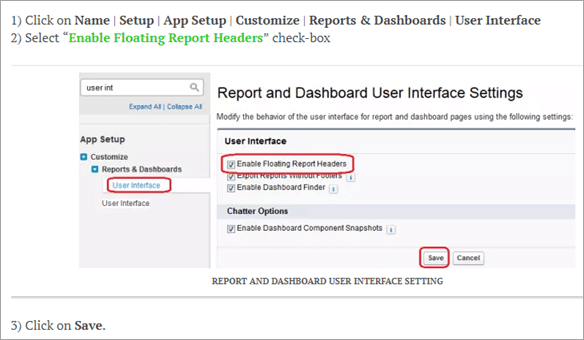 1) Click on Name | Setup | App Setup | Customize | Reports & Dashboards | User Interface
2) Select “Enable Floating Report Headers” check-box
user int
Expand All | Collapse All
App Setup
Customize
Reports & Dashboards
User Interface
User Interface
Report and Dashboard User Interface Settings
Modify the behavior of the user interface for report and dashboard pages using the following settings:
User Interface
Enable Floating Report Headers
Export Reports Without Footers i
Enable Dashboard Finder i
Chatter Options
Enable Dashboard Component Snapshots i
Save Cancel
REPORT AND DASHBOARD USER INTERFACE SETTING
3) Click on Save.